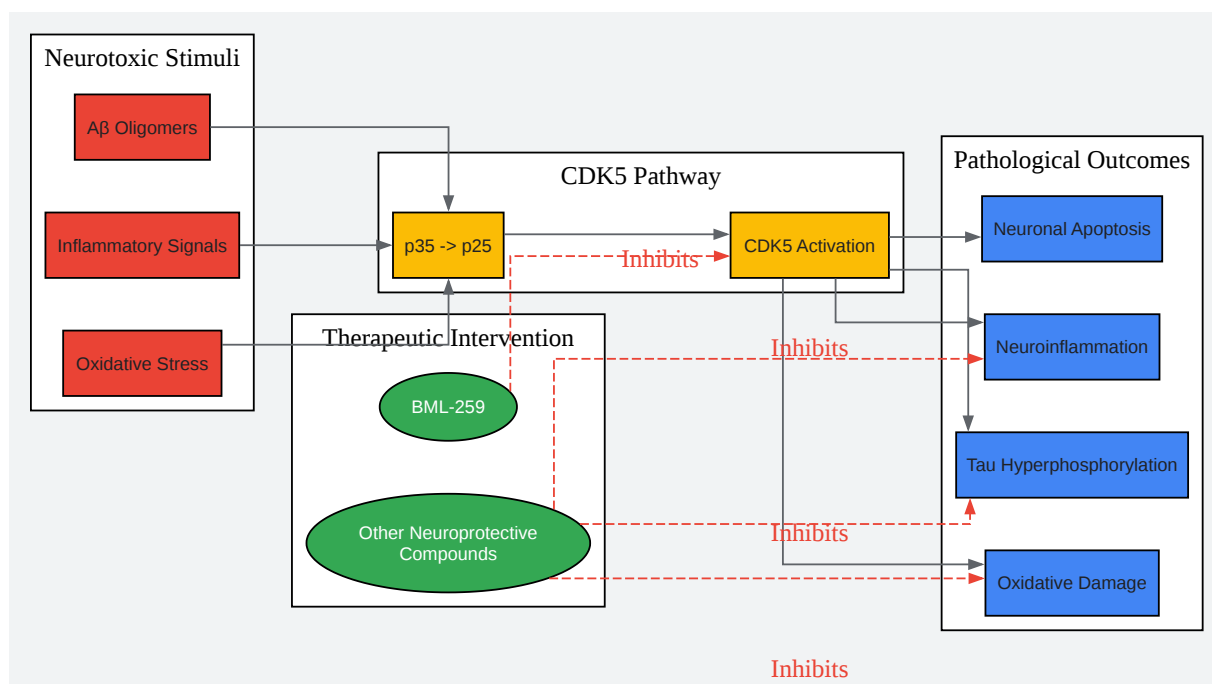 Neurotoxic Stimuli
Aβ Oligomers
Inflammatory Signals
Oxidative Stress
CDK5 Pathway
p35 -> p25
CDK5 Activation
Inhibits
Therapeutic Intervention
BML-259
Other Neuroprotective
Compounds
Inhibits
Inhibits
Inhibits
Pathological Outcomes
Neuronal Apoptosis
Neuroinflammation
Tau Hyperphosphorylation
Oxidative Damage